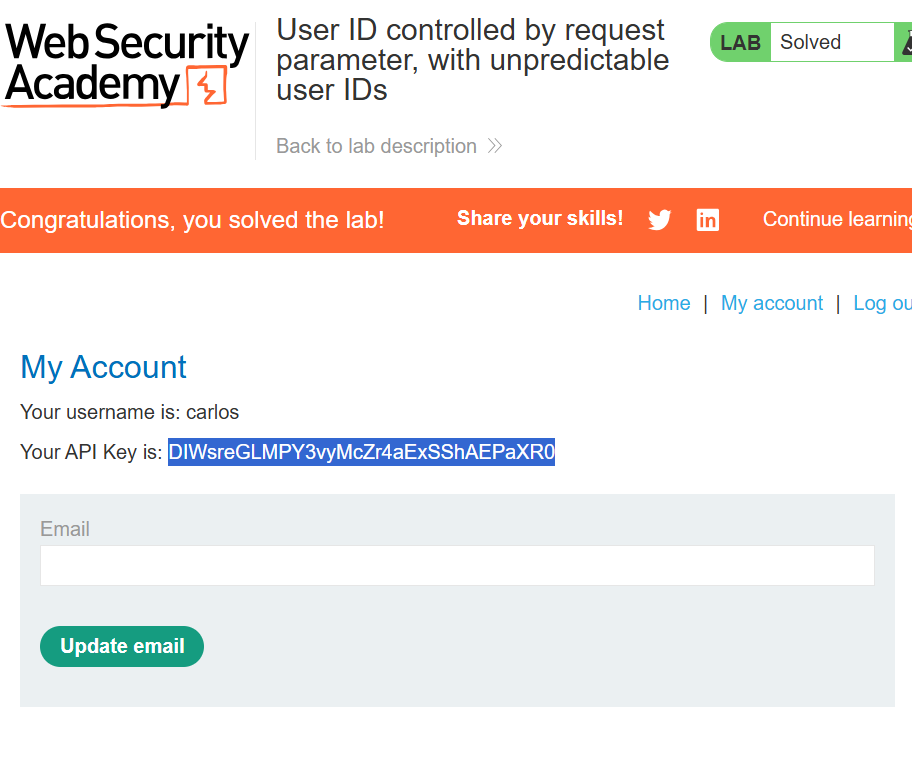 Web Security
Academy
User ID controlled by request
parameter, with unpredictable
user IDs
LAB Solved
Back to lab description
Congratulations, you solved the lab!
Share your skills!
Continue learning
Home | My account | Log ou
My Account
Your username is: carlos
Your API Key is: DIWsreGLMPY3vyMcZr4aExSShAEPaXR0
Email
Update email